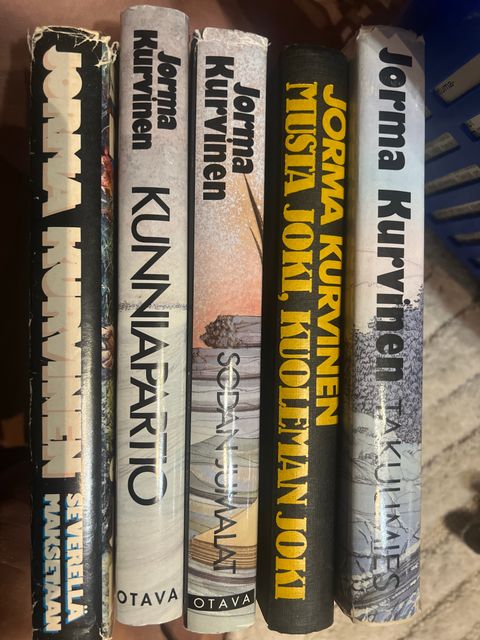 JORMA KURVINEN
SE VERELLÄ
MAKSETAAN
Jorma
Kurvinen
KUNNIAPARTIO
OTAVA
Jorma
Kurvinen
SODAN JUMALAT
OTAVA
JORMA KURVINEN
MUSTA JOKI, KUOLEMAN JOKI
Jorma Kurvinen
TAKUUMIES